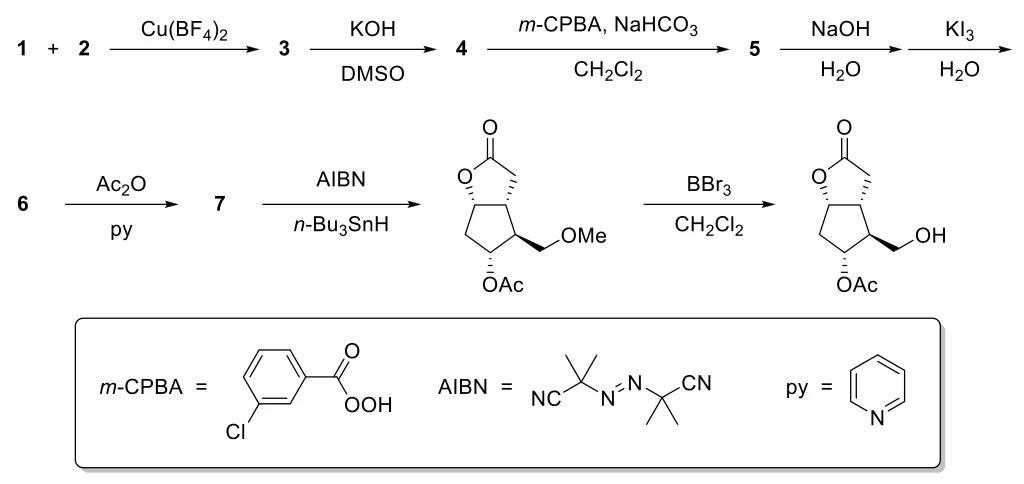 1 + 2 Cu(BF4)2 3 KOH DMSO 4 m-CPBA, NaHCO3 CH2Cl2 5 NaOH H2O KI3 H2O
6 Ac2O py 7 AIBN n-Bu3SnH O O OMe OAc BBr3 CH2Cl2 O O OH OAc
m-CPBA = O OOH Cl AIBN = NC N N CN py = N